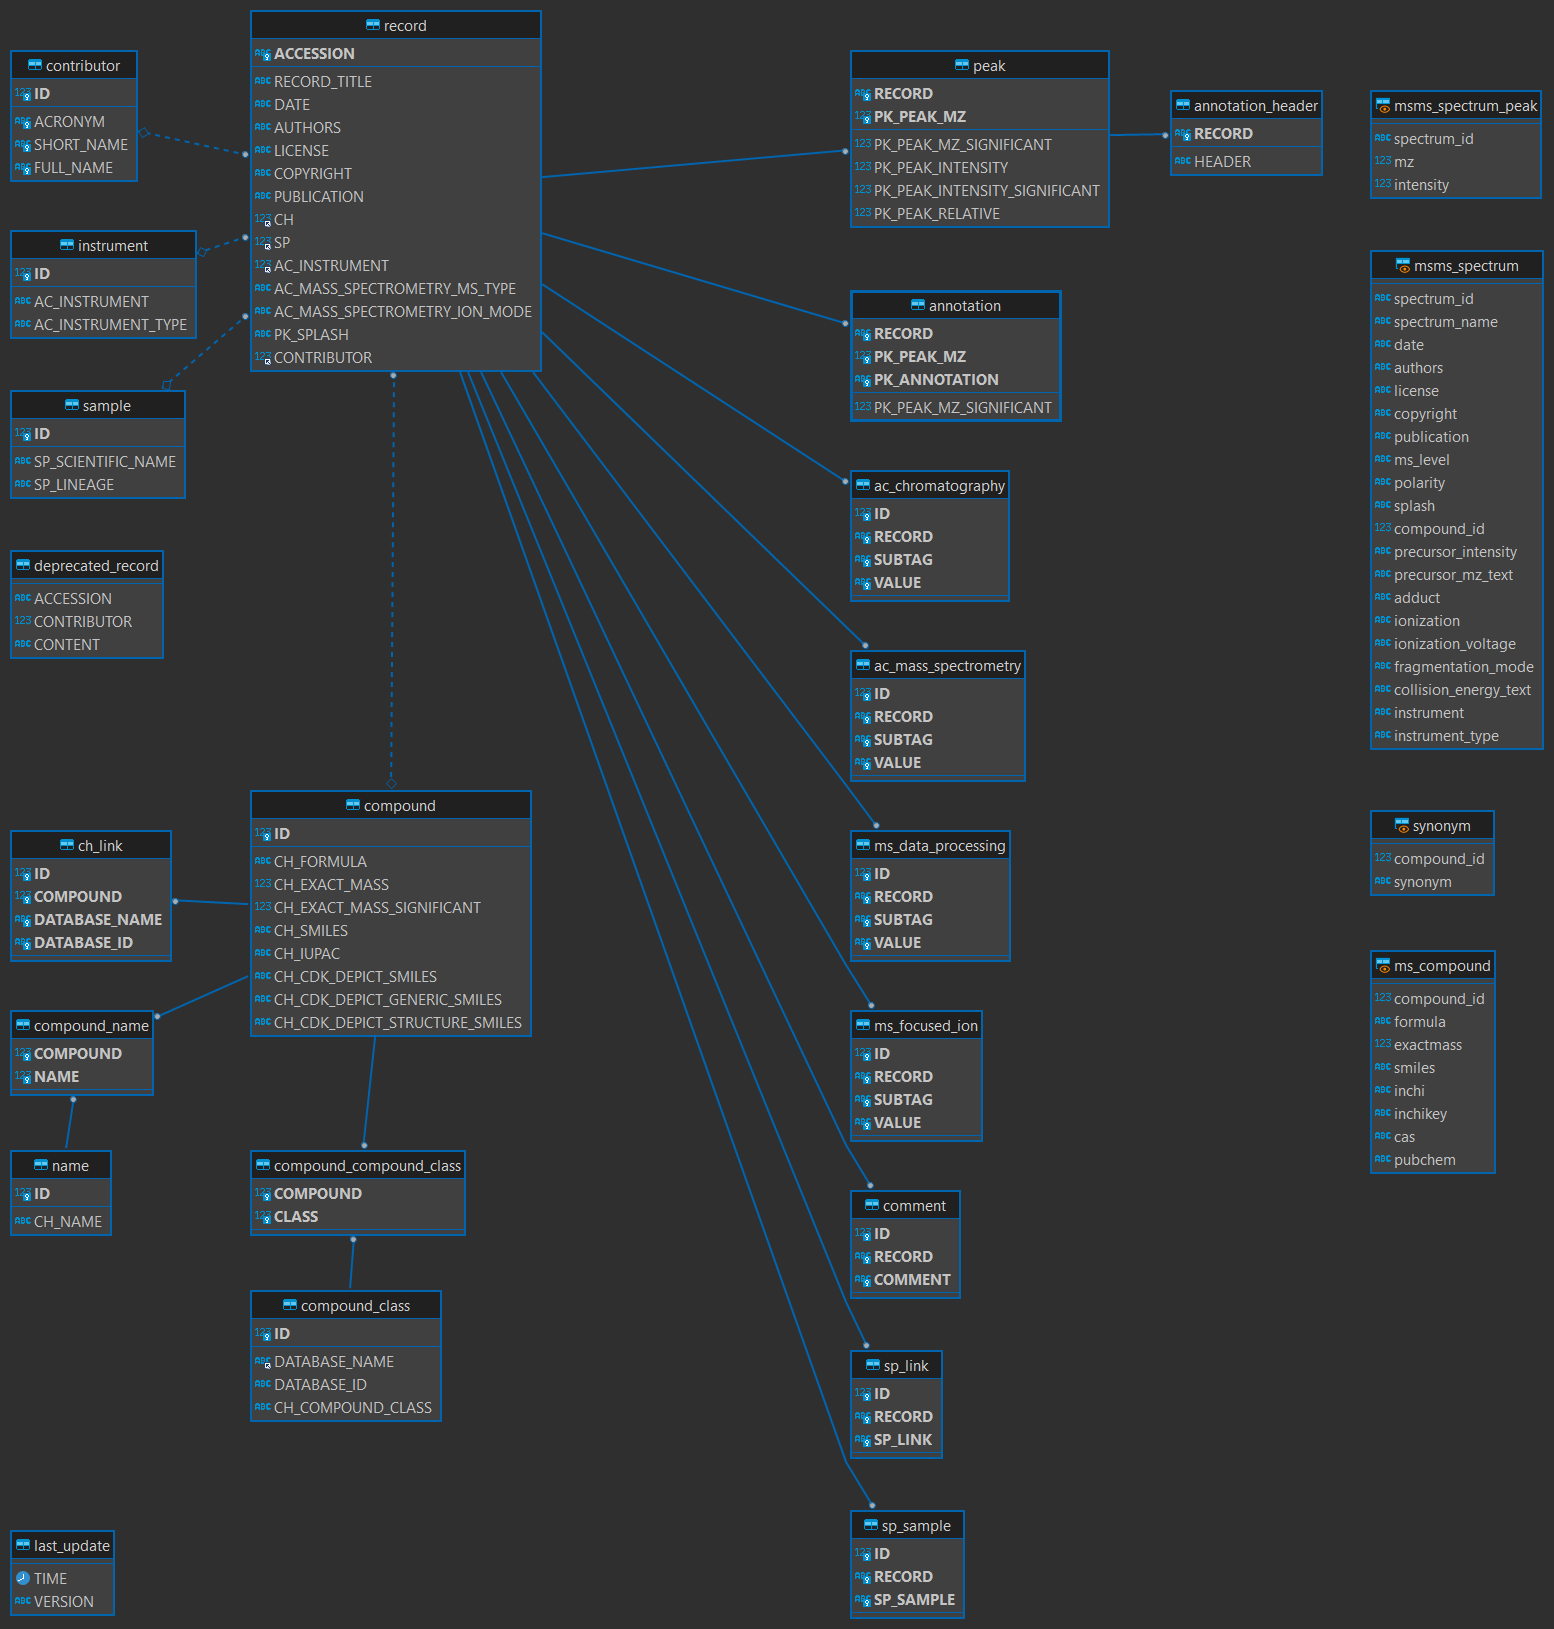 record
ACCESSION
RECORD_TITLE
DATE
AUTHORS
LICENSE
COPYRIGHT
PUBLICATION
CH
SP
AC_INSTRUMENT
AC_MASS_SPECTROMETRY_MS_TYPE
AC_MASS_SPECTROMETRY_ION_MODE
PK_SPLASH
CONTRIBUTOR
contributor
ID
ACRONYM
SHORT_NAME
FULL_NAME
instrument
ID
AC_INSTRUMENT
AC_INSTRUMENT_TYPE
sample
ID
SP_SCIENTIFIC_NAME
SP_LINEAGE
deprecated_record
ACCESSION
CONTRIBUTOR
CONTENT
compound
ID
CH_FORMULA
CH_EXACT_MASS
CH_EXACT_MASS_SIGNIFICANT
CH_SMILES
CH_IUPAC
CH_CDK_DEPICT_SMILES
CH_CDK_DEPICT_GENERIC_SMILES
CH_CDK_DEPICT_STRUCTURE_SMILES
ch_link
ID
COMPOUND
DATABASE_NAME
DATABASE_ID
compound_name
COMPOUND
NAME
name
ID
CH_NAME
compound_compound_class
COMPOUND
CLASS
compound_class
ID
DATABASE_NAME
DATABASE_ID
CH_COMPOUND_CLASS
last_update
TIME
VERSION
peak
RECORD
PK_PEAK_MZ
PK_PEAK_MZ_SIGNIFICANT
PK_PEAK_INTENSITY
PK_PEAK_INTENSITY_SIGNIFICANT
PK_PEAK_RELATIVE
annotation_header
RECORD
HEADER
annotation
RECORD
PK_PEAK_MZ
PK_ANNOTATION
PK_PEAK_MZ_SIGNIFICANT
ac_chromatography
ID
RECORD
SUBTAG
VALUE
ac_mass_spectrometry
ID
RECORD
SUBTAG
VALUE
ms_data_processing
ID
RECORD
SUBTAG
VALUE
ms_focused_ion
ID
RECORD
SUBTAG
VALUE
comment
ID
RECORD
COMMENT
sp_link
ID
RECORD
SP_LINK
sp_sample
ID
RECORD
SP_SAMPLE
msms_spectrum_peak
spectrum_id
mz
intensity
msms_spectrum
spectrum_id
spectrum_name
date
authors
license
copyright
publication
ms_level
polarity
splash
compound_id
precursor_intensity
precursor_mz_text
adduct
ionization
ionization_voltage
fragmentation_mode
collision_energy_text
instrument
instrument_type
synonym
compound_id
synonym
ms_compound
compound_id
formula
exactmass
smiles
inchi
inchikey
cas
pubchem